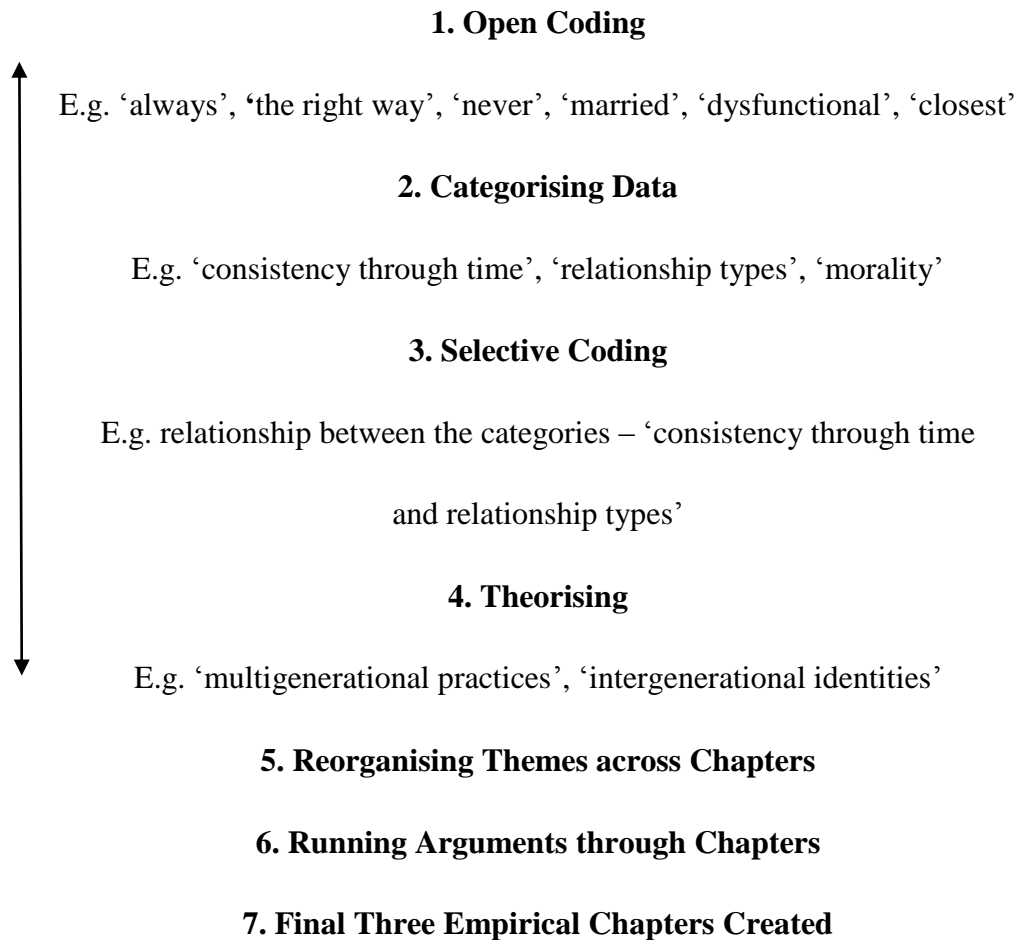 1. Open Coding
E.g. ‘always’, ‘the right way’, ‘never’, ‘married’, ‘dysfunctional’, ‘closest’
2. Categorising Data
E.g. ‘consistency through time’, ‘relationship types’, ‘morality’
3. Selective Coding
E.g. relationship between the categories – ‘consistency through time
and relationship types’
4. Theorising
E.g. ‘multigenerational practices’, ‘intergenerational identities’
5. Reorganising Themes across Chapters
6. Running Arguments through Chapters
7. Final Three Empirical Chapters Created